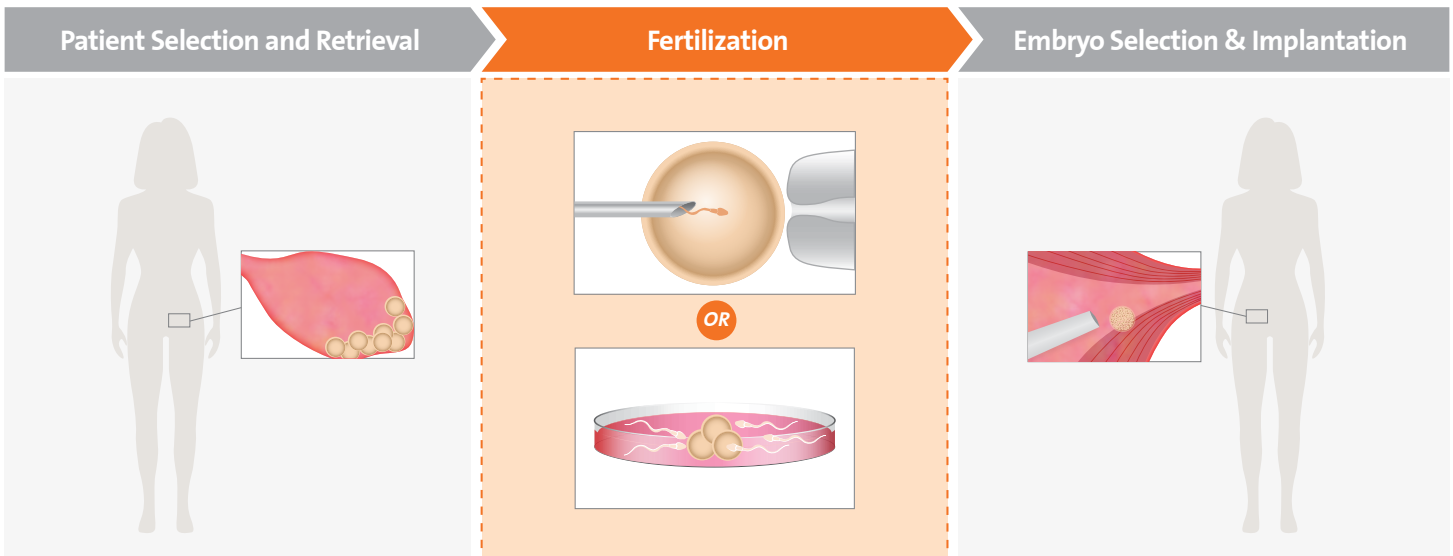 Patient Selection and Retrieval
Fertilization
Embryo Selection & Implantation
OR